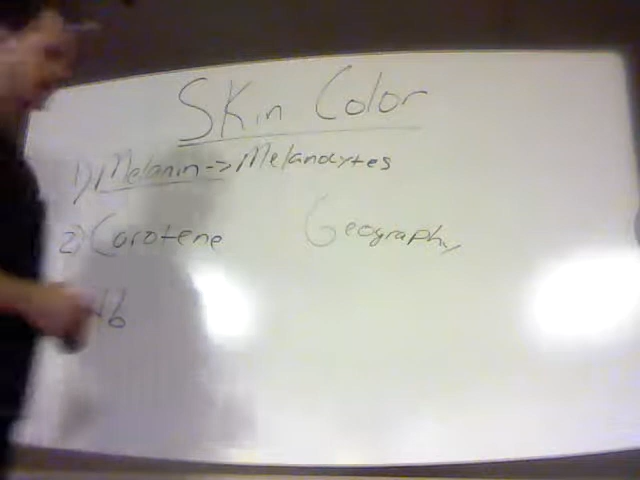 Skin Color
1) Melanin -> Melanocytes
2) Carotene Geography
Hb